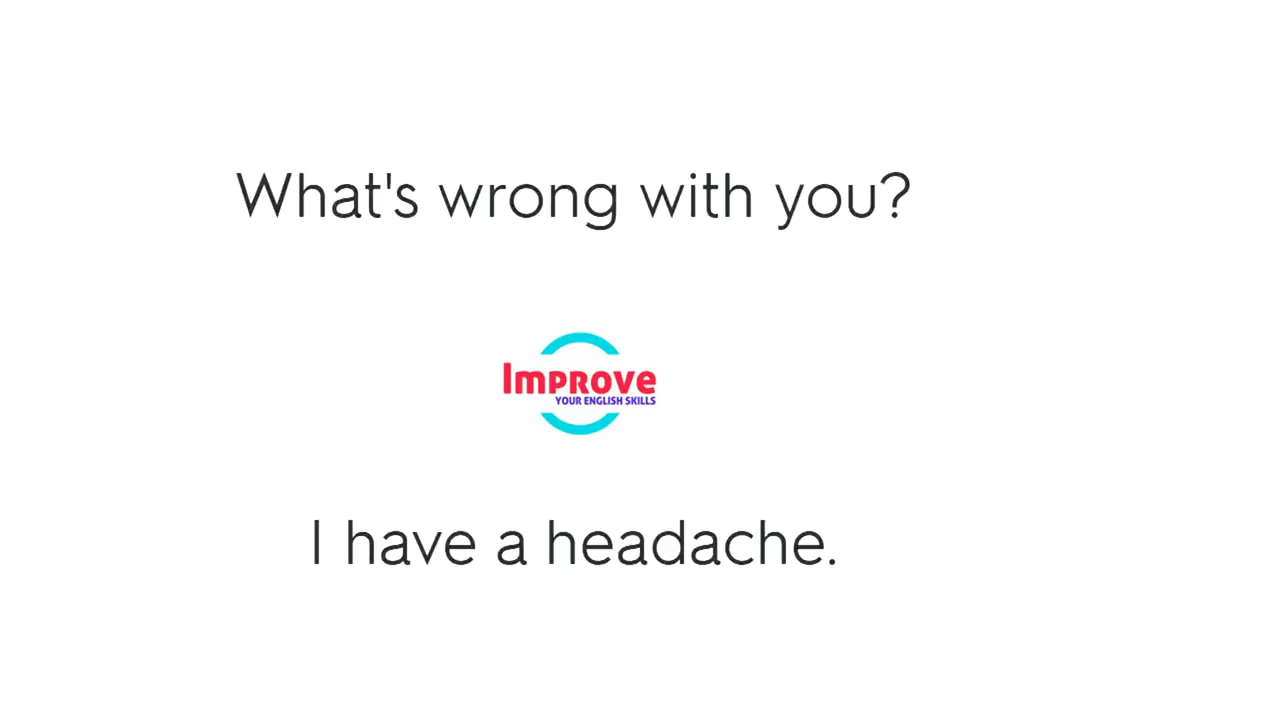 What's wrong with you?
Improve
YOUR ENGLISH SKILLS
I have a headache.